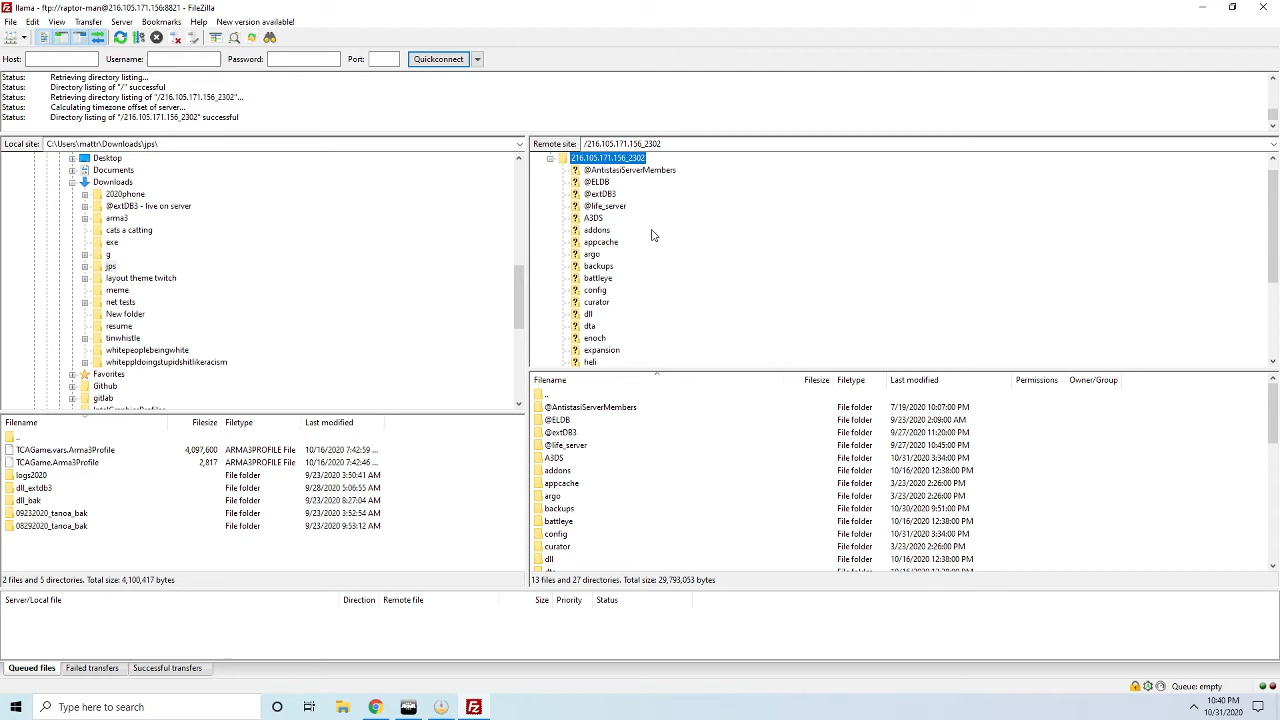 llama - ftp://raptor-man@216.105.171.156:8821 - FileZilla
File Edit View Transfer Server Bookmarks Help New version available!
Host: Username: Password: Port: Quickconnect
Status: Retrieving directory listing...
Status: Directory listing of "/" successful
Status: Retrieving directory listing of "/216.105.171.156_2302"...
Status: Calculating timezone offset of server...
Status: Directory listing of "/216.105.171.156_2302" successful
Local site: C:\Users\mattr\Downloads\jps\
Desktop
Documents
Downloads
2020phone
@extDB3 - live on server
arma3
cats a catting
exe
g
jps
layout theme twitch
meme
net tests
New folder
resume
tinwhistle
whitepeoplebeingwhite
whiteppldoingstupidshitlikeracism
Favorites
Github
gitlab
IntelGraphicsProfiles
Filename Filesize Filetype Last modified
..
TCAGame.vars.Arma3Profile 4,097,600 ARMA3PROFILE File 10/16/2020 7:42:59 ...
TCAGame.Arma3Profile 2,817 ARMA3PROFILE File 10/16/2020 7:42:46 ...
logs2020 File folder 9/23/2020 3:50:41 AM
dll_extdb3 File folder 9/28/2020 5:06:55 AM
dll_bak File folder 9/23/2020 8:27:04 AM
09232020_tanoa_bak File folder 9/23/2020 3:52:54 AM
08292020_tanoa_bak File folder 9/23/2020 9:53:12 AM
2 files and 5 directories. Total size: 4,100,417 bytes
Remote site: /216.105.171.156_2302
216.105.171.156_2302
@AntistasiServerMembers
@ELDB
@extDB3
@life_server
A3DS
addons
appcache
argo
backups
battleye
config
curator
dll
dta
enoch
expansion
heli
Filename Filesize Filetype Last modified Permissions Owner/Group
..
@AntistasiServerMembers File folder 7/19/2020 10:07:00 PM
@ELDB File folder 9/23/2020 2:09:00 AM
@extDB3 File folder 9/27/2020 11:20:00 PM
@life_server File folder 9/27/2020 10:45:00 PM
A3DS File folder 10/31/2020 3:34:00 PM
addons File folder 10/16/2020 12:38:00 PM
appcache File folder 3/23/2020 2:26:00 PM
argo File folder 3/23/2020 2:26:00 PM
backups File folder 10/30/2020 9:51:00 PM
battleye File folder 10/16/2020 12:38:00 PM
config File folder 10/31/2020 3:34:00 PM
curator File folder 3/23/2020 2:26:00 PM
dll File folder 10/16/2020 12:38:00 PM
dta File folder 10/16/2020 12:38:00 PM
13 files and 27 directories. Total size: 29,793,053 bytes
Server/Local file Direction Remote file Size Priority Status
Queued files Failed transfers Successful transfers
Queue: empty
Type here to search
10:40 PM
10/31/2020